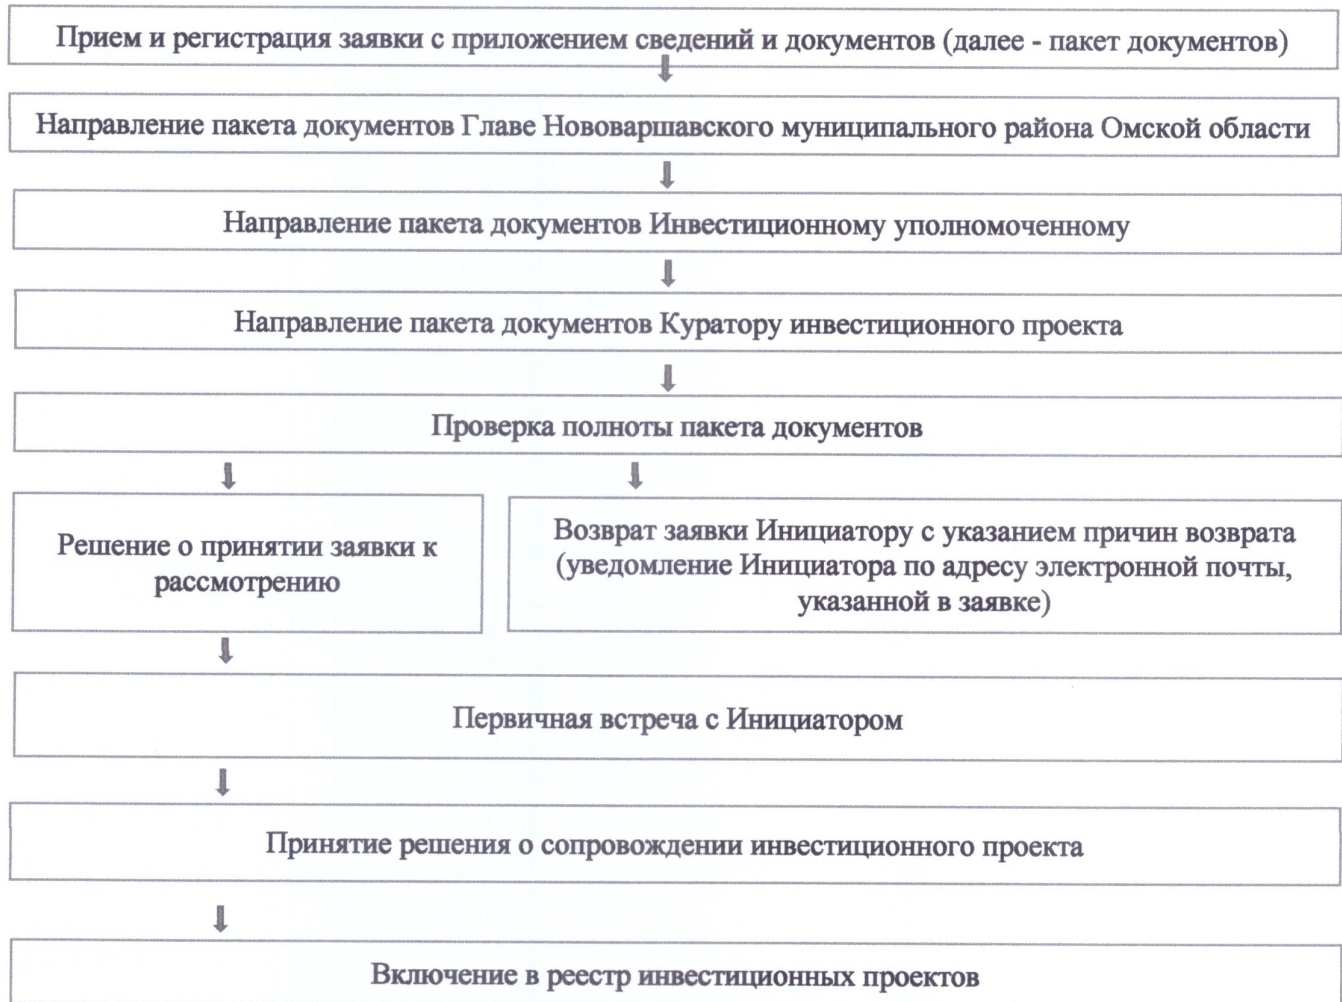 Прием и регистрация заявки с приложением сведений и документов (далее - пакет документов)
Направление пакета документов Главе Нововаршавского муниципального района Омской области
Направление пакета документов Инвестиционному уполномоченному
Направление пакета документов Куратору инвестиционного проекта
Проверка полноты пакета документов
Решение о принятии заявки к
рассмотрению
Возврат заявки Инициатору с указанием причин возврата
(уведомление Инициатора по адресу электронной почты,
указанной в заявке)
Первичная встреча с Инициатором
Принятие решения о сопровождении инвестиционного проекта
Включение в реестр инвестиционных проектов